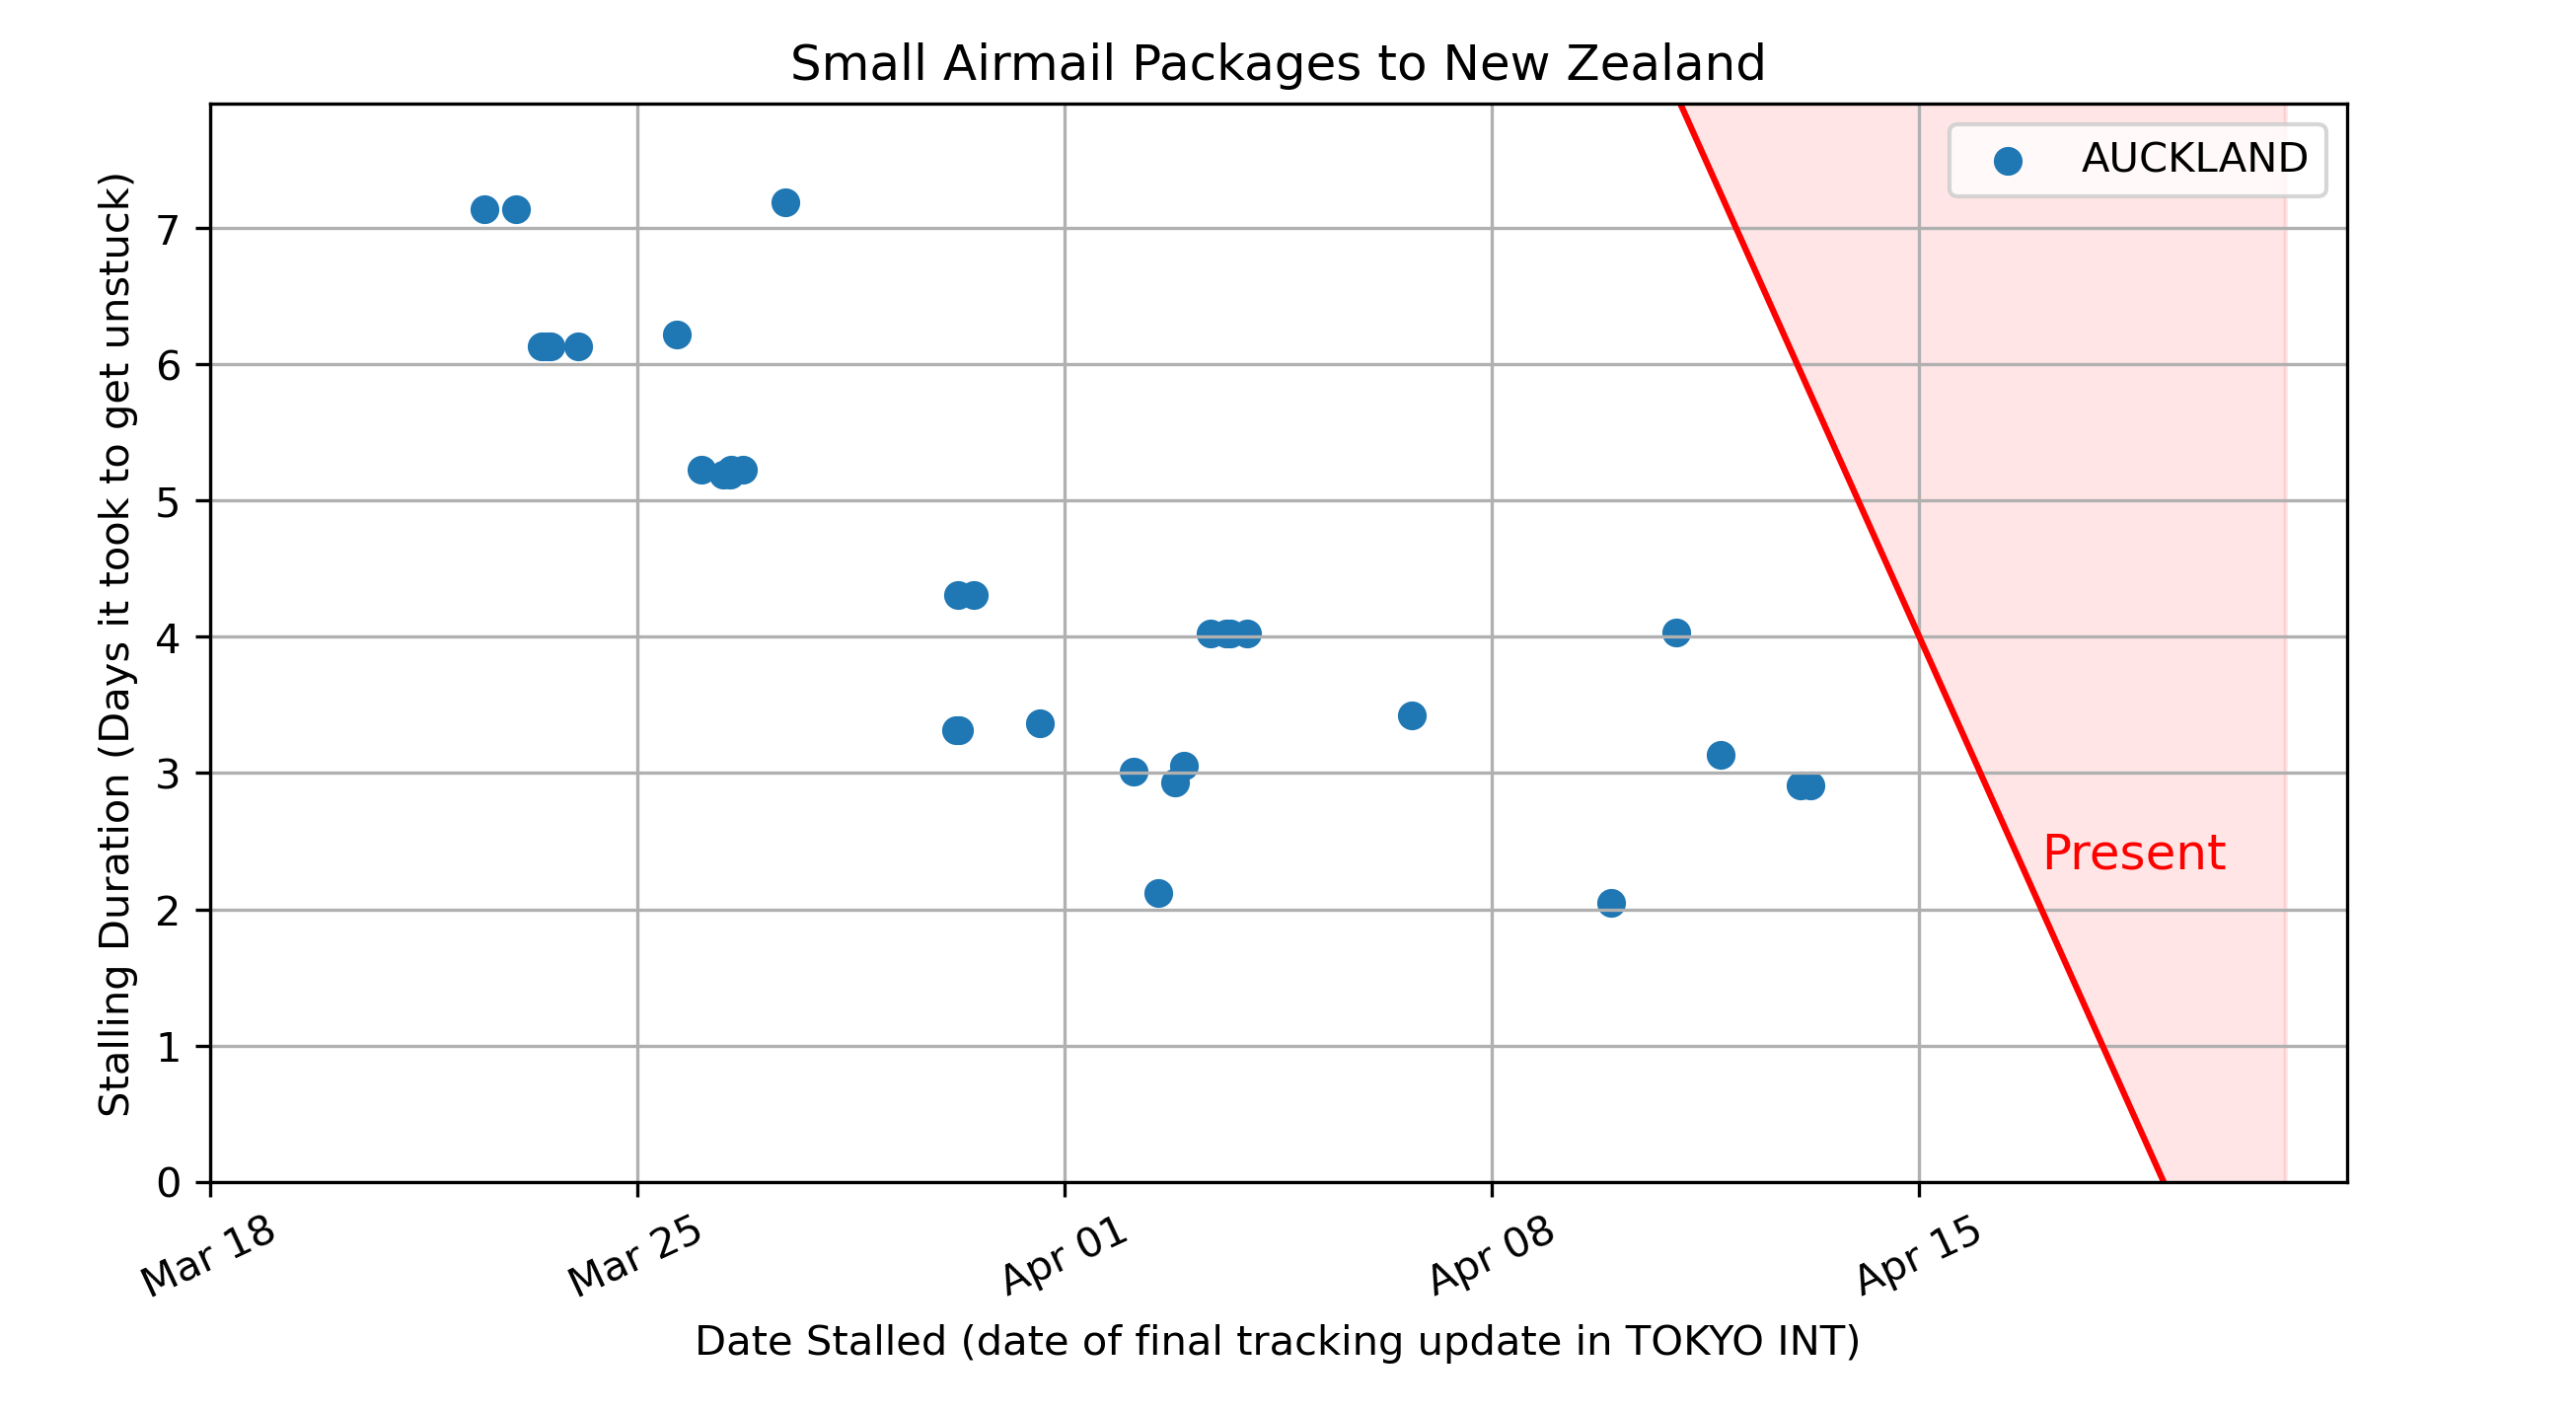 Small Airmail Packages to New Zealand
AUCKLAND
Stalling Duration (Days it took to get unstuck)
7
6
5
4
3
2
1
0
Present
Mar 18
Mar 25
Apr 01
Apr 08
Apr 15
Date Stalled (date of final tracking update in TOKYO INT)